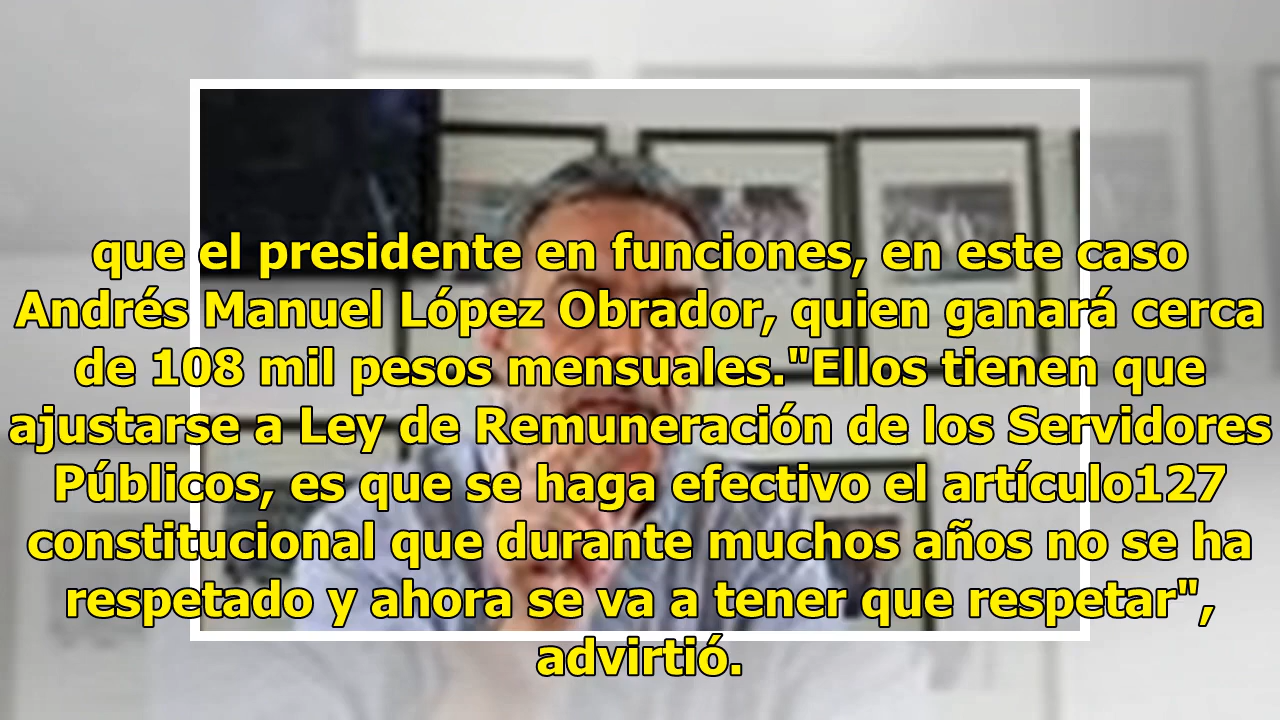 que el presidente en funciones, en este caso
Andrés Manuel López Obrador, quien ganará cerca
de 108 mil pesos mensuales."Ellos tienen que
ajustarse a Ley de Remuneración de los Servidores
Públicos, es que se haga efectivo el artículo127
constitucional que durante muchos años no se ha
respetado y ahora se va a tener que respetar",
advirtió.